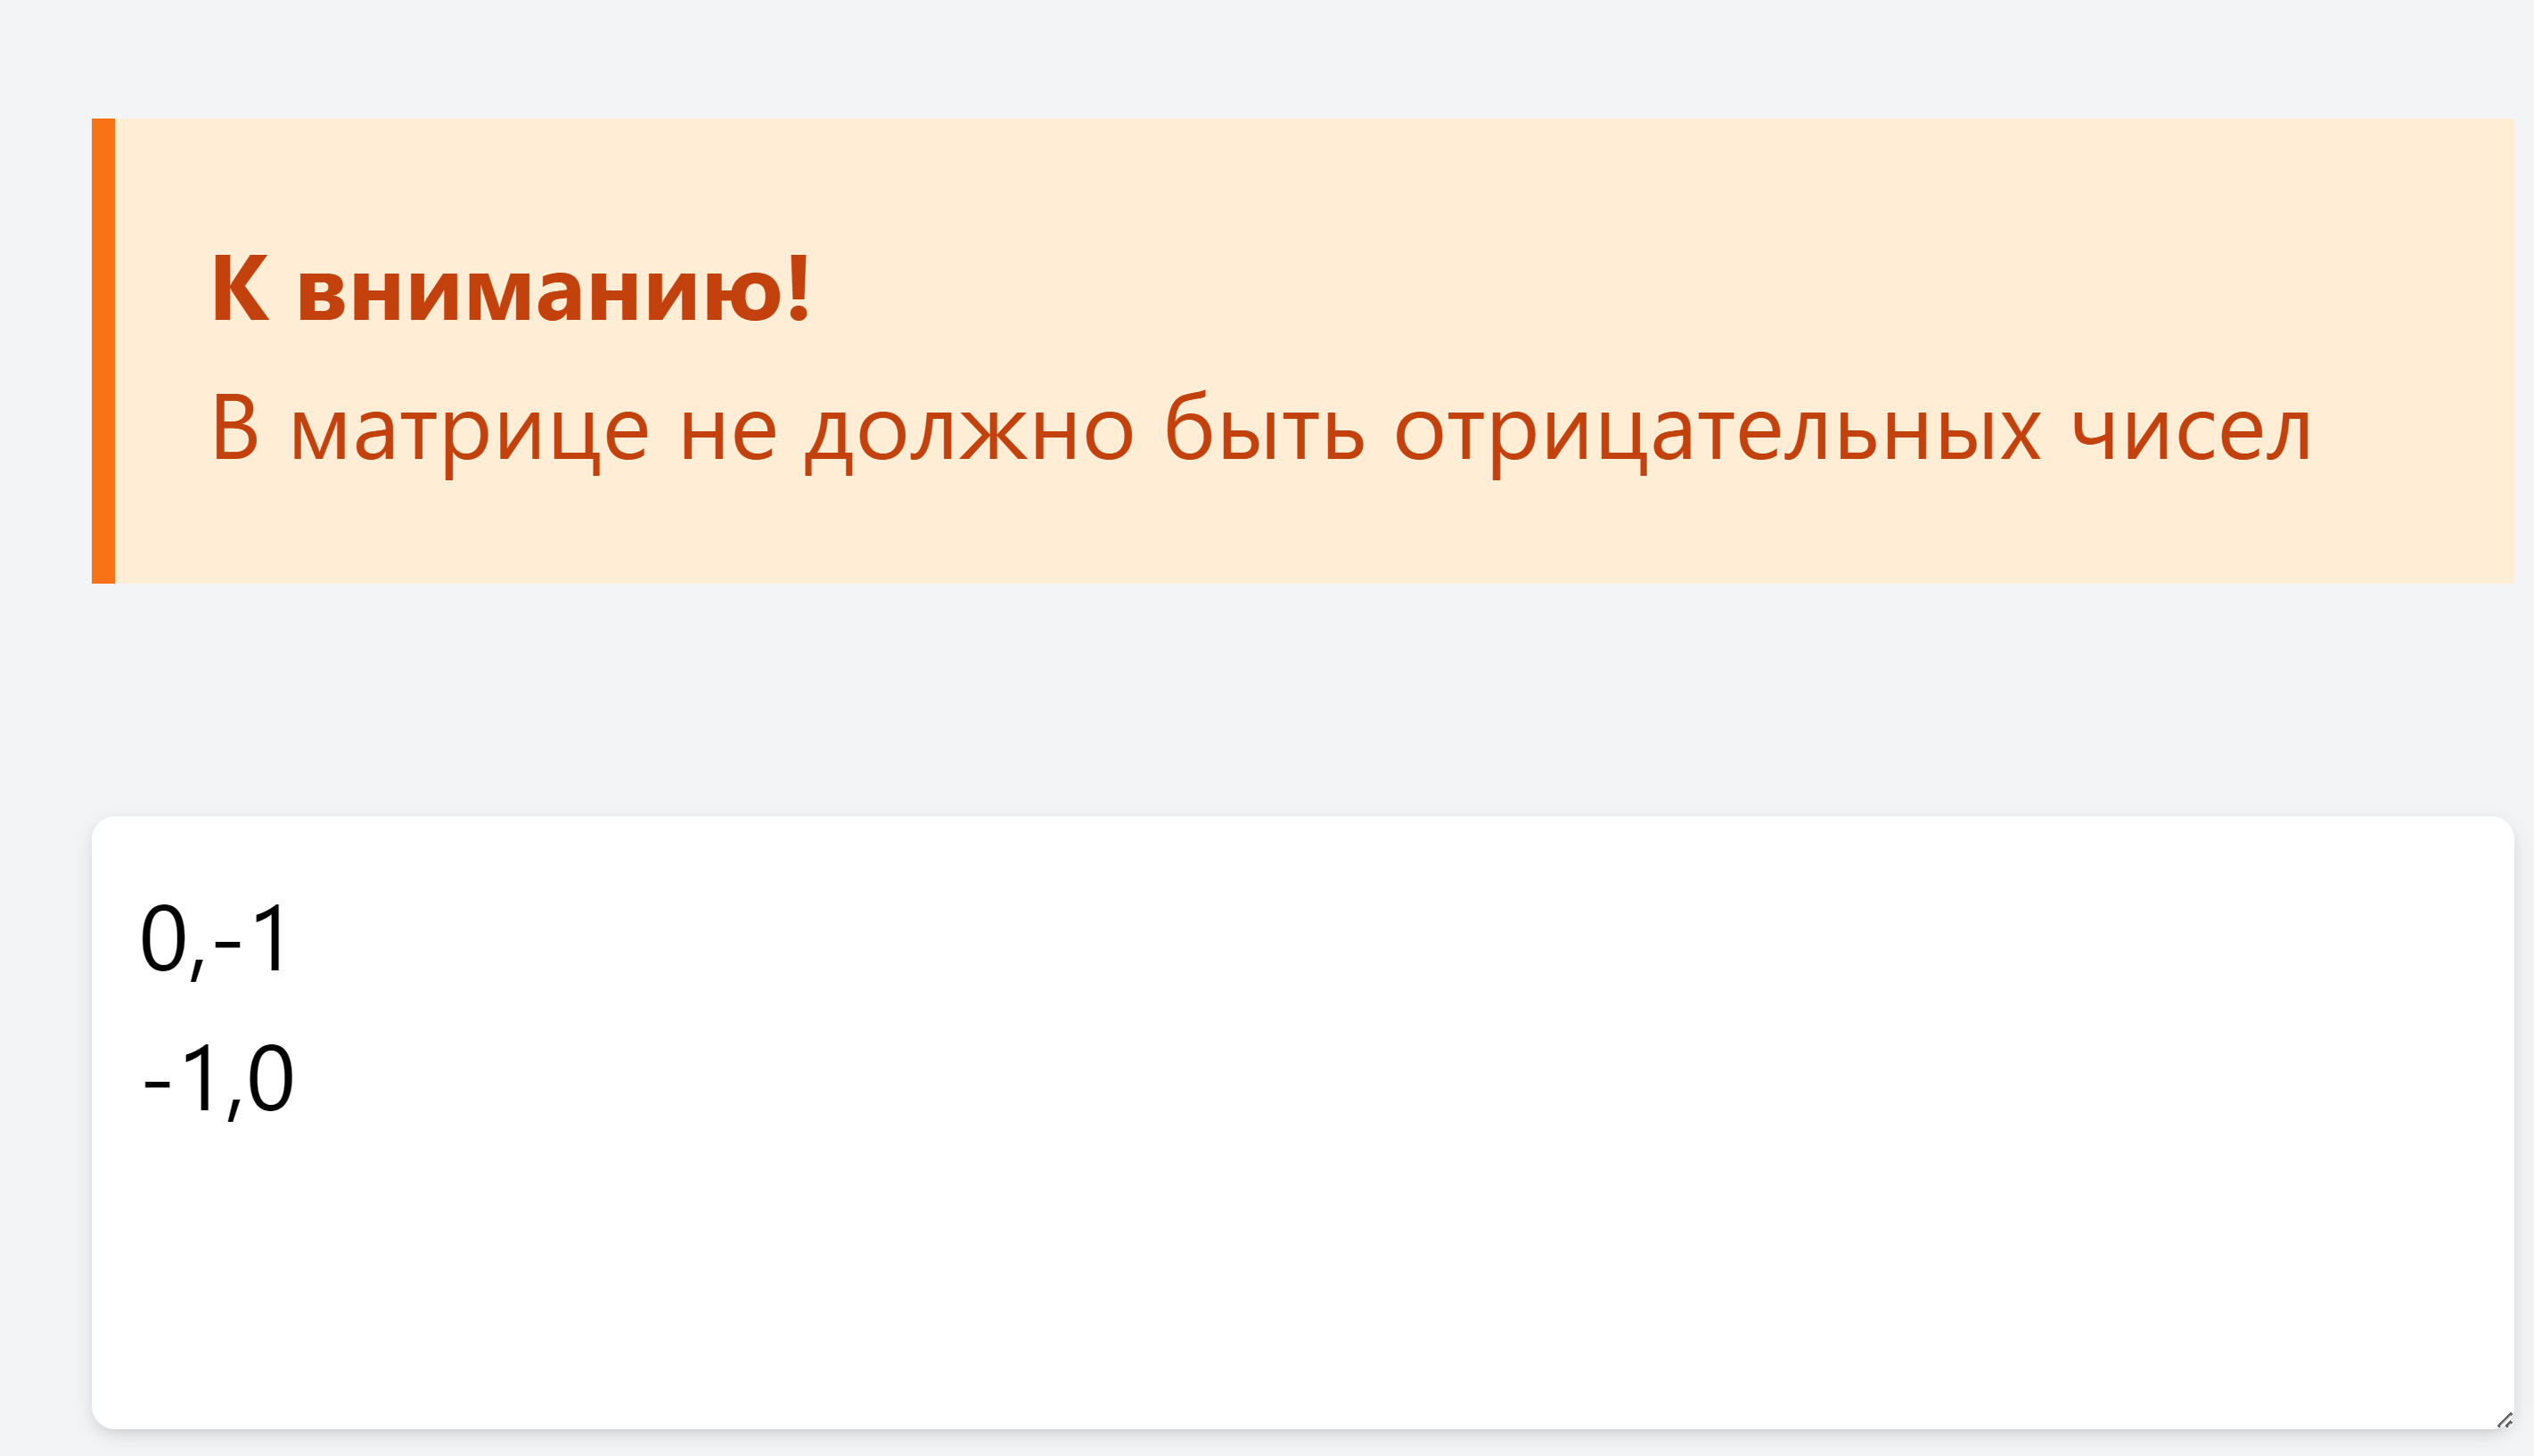 К вниманию!
В матрице не должно быть отрицательных чисел
0,-1
-1,0